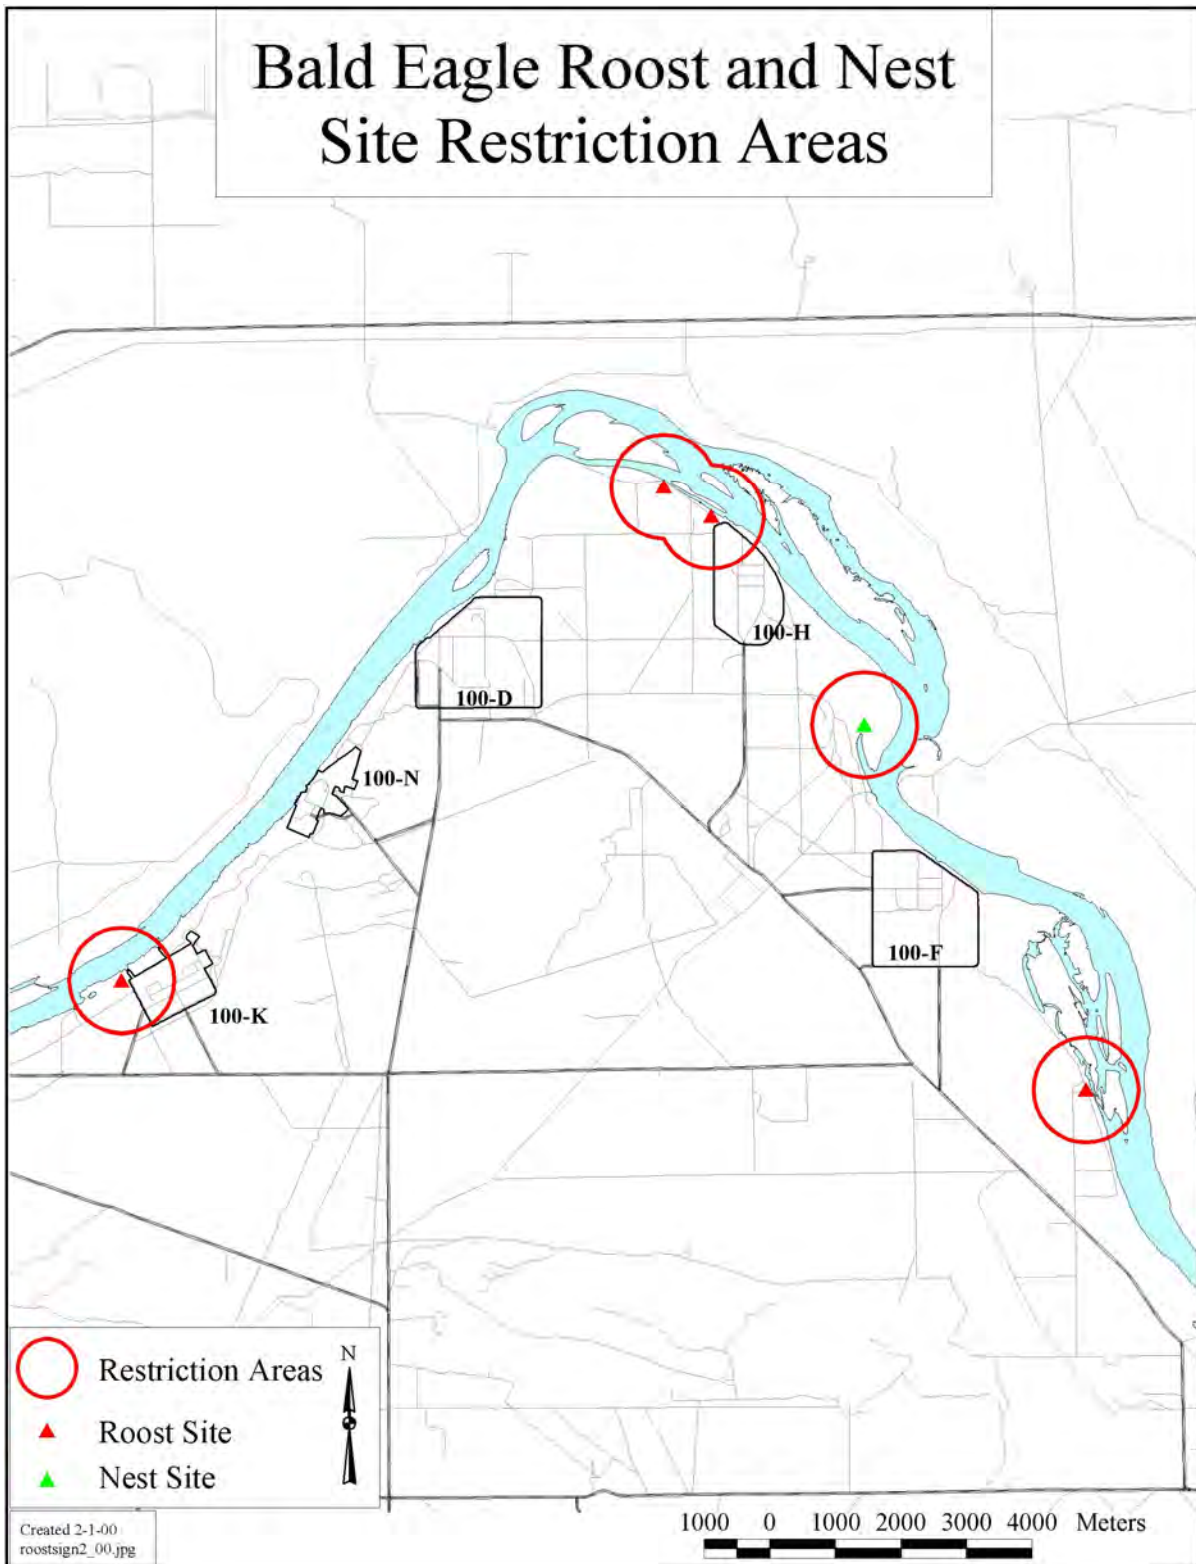 Bald Eagle Roost and Nest
Site Restriction Areas
100-H
100-D
100-N
100-F
100-K
Restriction Areas
N
Roost Site
Nest Site
Created 2-1-00
roostsign2_00.jpg
1000 0 1000 2000 3000 4000 Meters